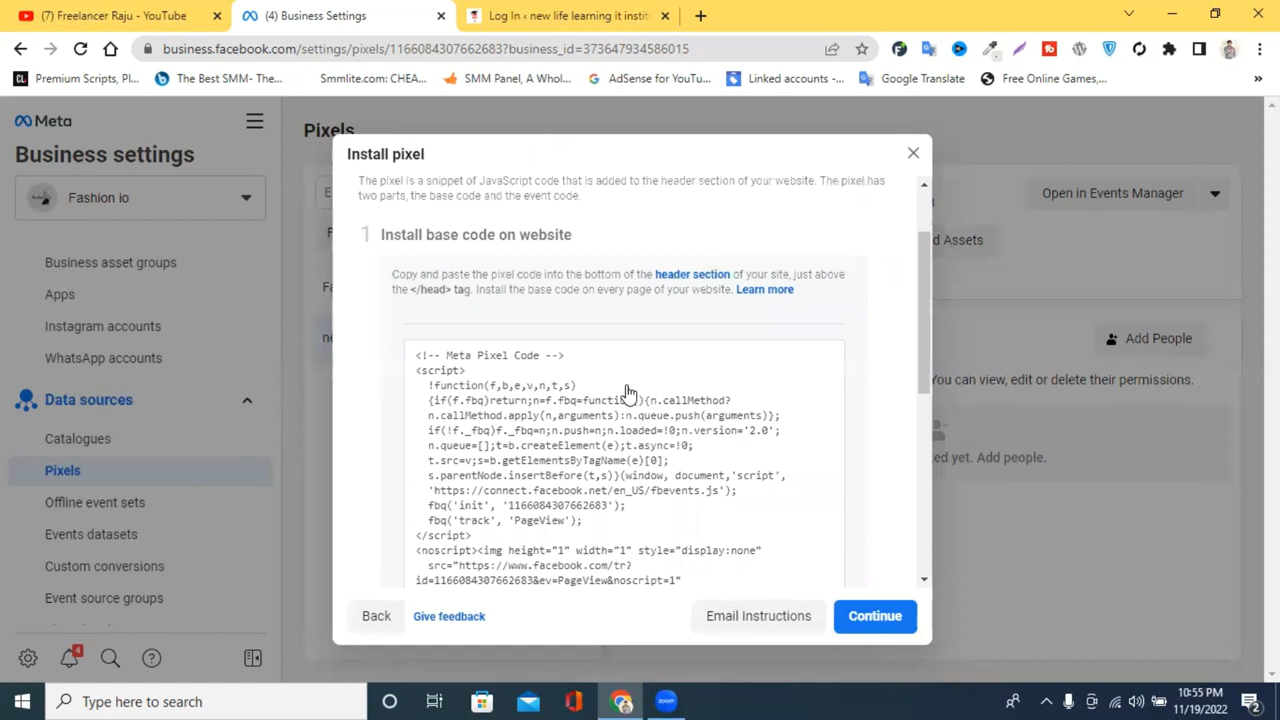 (7) Freelancer Raju - YouTube
(4) Business Settings
Log In ‹ new life learning it instit
business.facebook.com/settings/pixels/1166084307662683?business_id=373647934586015
Premium Scripts, Pl...
The Best SMM- The...
Smmlite.com: CHEA...
SMM Panel, A Whol...
AdSense for YouTu...
Linked accounts -...
Google Translate
Free Online Games,...
Meta
Business settings
Fashion io
Business asset groups
Apps
Instagram accounts
WhatsApp accounts
Data sources
Catalogues
Pixels
Offline event sets
Events datasets
Custom conversions
Event source groups
4
Pixels
Open in Events Manager
d Assets
Add People
can view, edit or delete their permissions.
ked yet. Add people.
Install pixel
The pixel is a snippet of JavaScript code that is added to the header section of your website. The pixel has
two parts, the base code and the event code.
1 Install base code on website
Copy and paste the pixel code into the bottom of the header section of your site, just above
the </head> tag. Install the base code on every page of your website. Learn more
<!-- Meta Pixel Code -->
<script>
!function(f,b,e,v,n,t,s)
{if(f.fbq)return;n=f.fbq=function(){n.callMethod?
n.callMethod.apply(n,arguments):n.queue.push(arguments)};
if(!f._fbq)f._fbq=n;n.push=n;n.loaded=!0;n.version='2.0';
n.queue=[];t=b.createElement(e);t.async=!0;
t.src=v;s=b.getElementsByTagName(e)[0];
s.parentNode.insertBefore(t,s)}(window, document,'script',
'https://connect.facebook.net/en_US/fbevents.js');
fbq('init', '1166084307662683');
fbq('track', 'PageView');
</script>
<noscript><img height="1" width="1" style="display:none"
src="https://www.facebook.com/tr?
id=1166084307662683&ev=PageView&noscript=1"
Back
Give feedback
Email Instructions
Continue
Type here to search
zoom
10:55 PM
11/19/2022
2